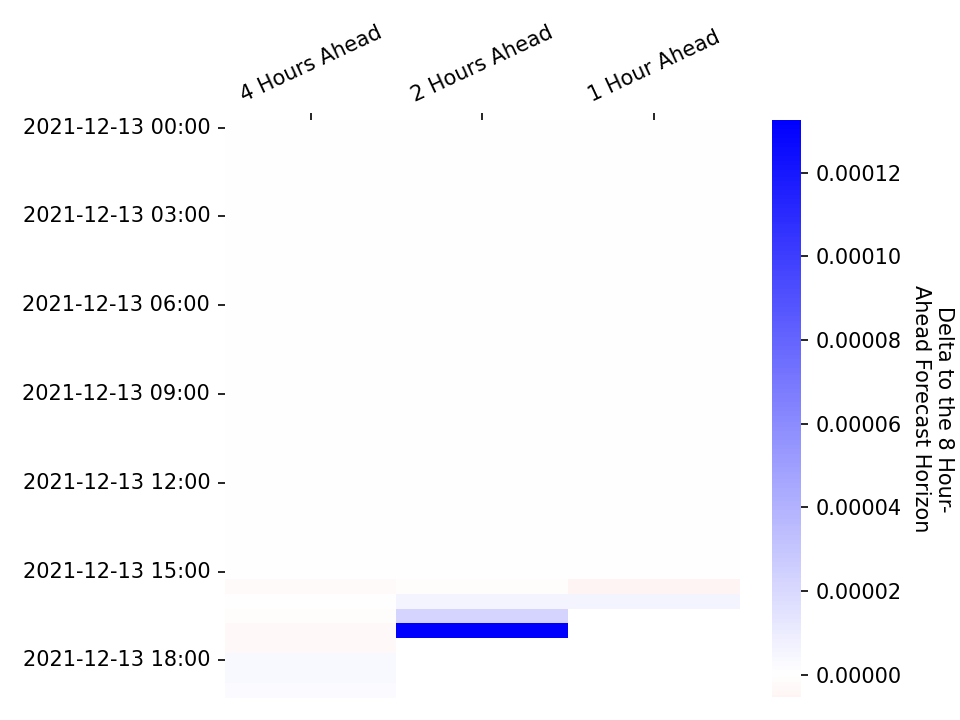 4 Hours Ahead
2 Hours Ahead
1 Hour Ahead
2021-12-13 00:00
2021-12-13 03:00
2021-12-13 06:00
2021-12-13 09:00
2021-12-13 12:00
2021-12-13 15:00
2021-12-13 18:00
0.00012
0.00010
0.00008
0.00006
0.00004
0.00002
0.00000
Delta to the 8 Hour-
Ahead Forecast Horizon